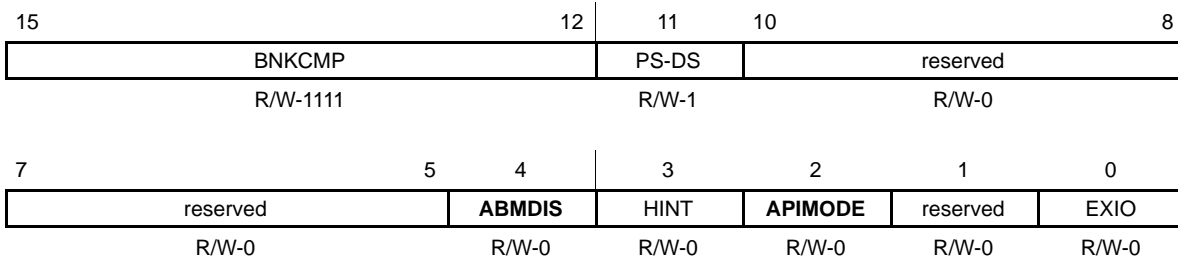 15 12 11 10 8
BNKCMP PS-DS reserved
R/W-1111 R/W-1 R/W-0
7 5 4 3 2 1 0
reserved ABMDIS HINT APIMODE reserved EXIO
R/W-0 R/W-0 R/W-0 R/W-0 R/W-0 R/W-0